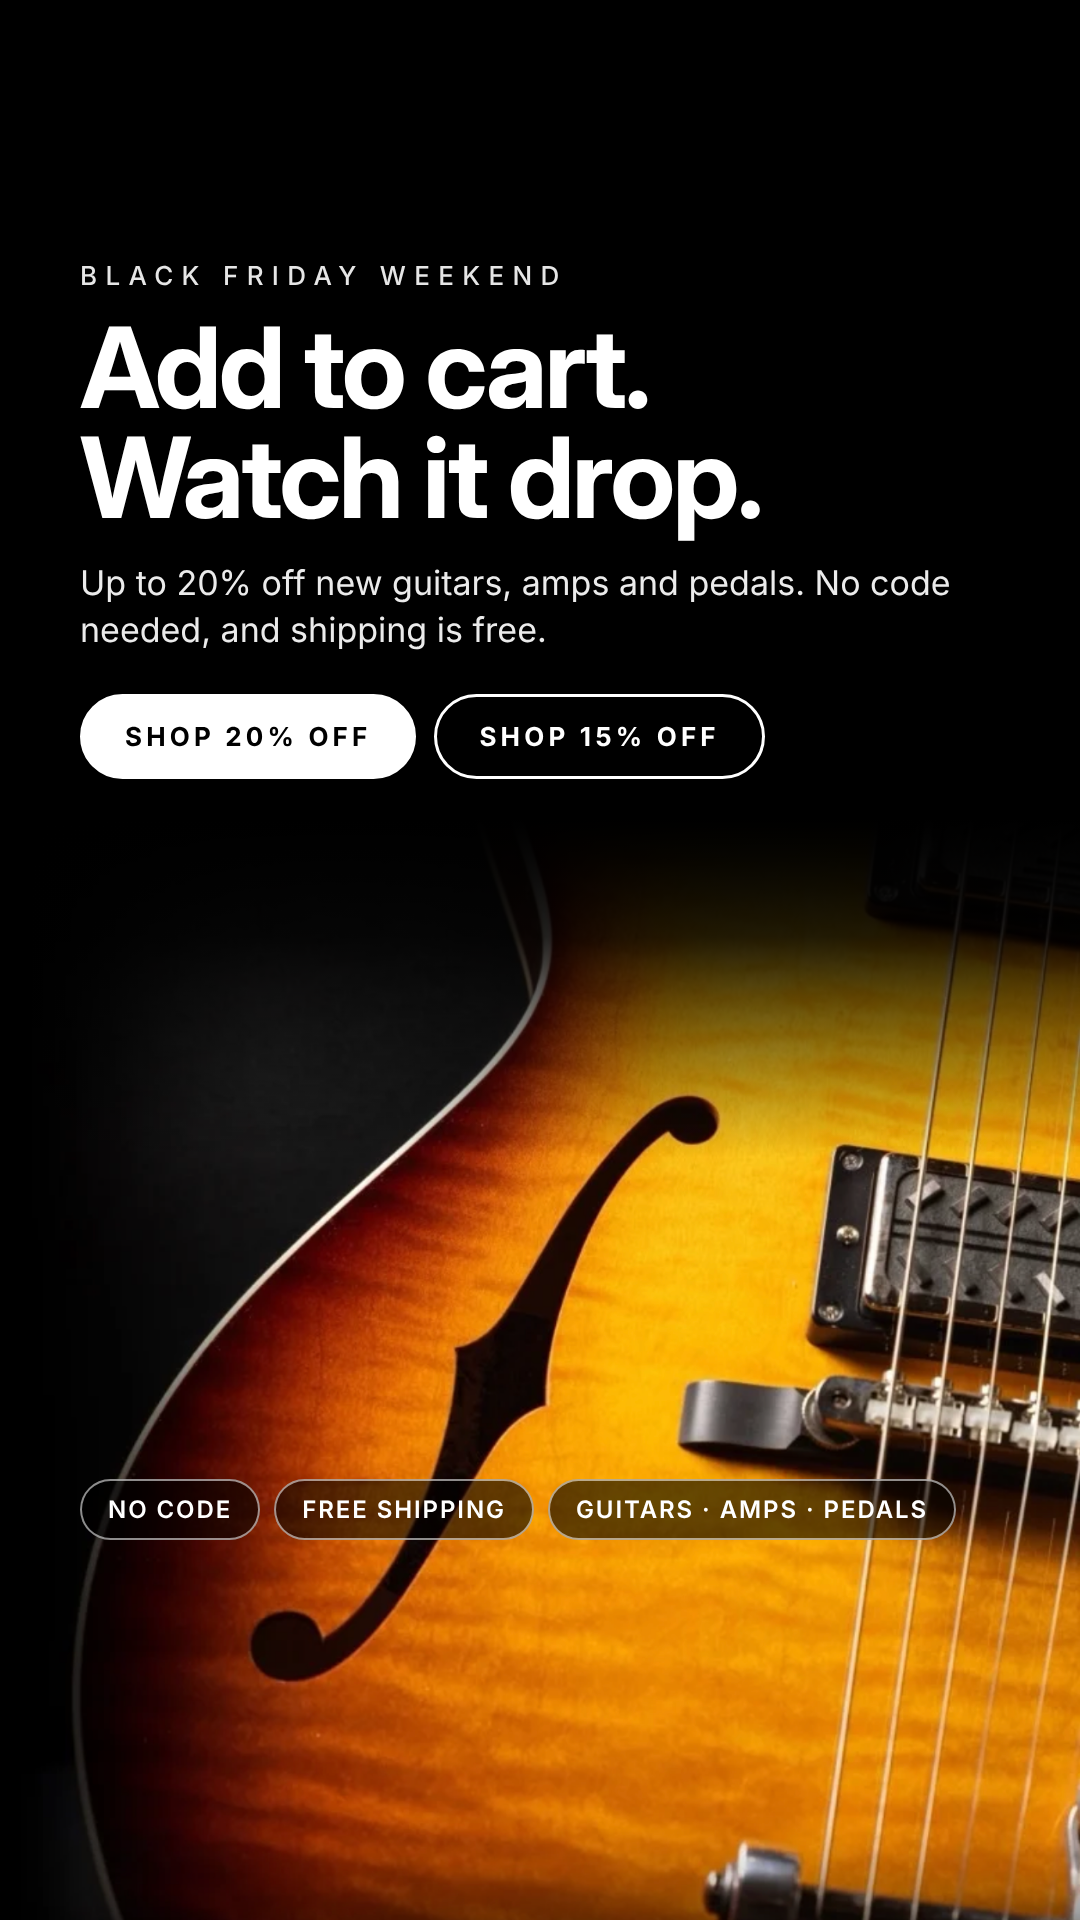 BLACK FRIDAY WEEKEND
Add to cart.
Watch it drop.
Up to 20% off new guitars, amps and pedals. No code
needed, and shipping is free.
SHOP 20% OFF
SHOP 15% OFF
NO CODE
FREE SHIPPING
GUITARS · AMPS · PEDALS